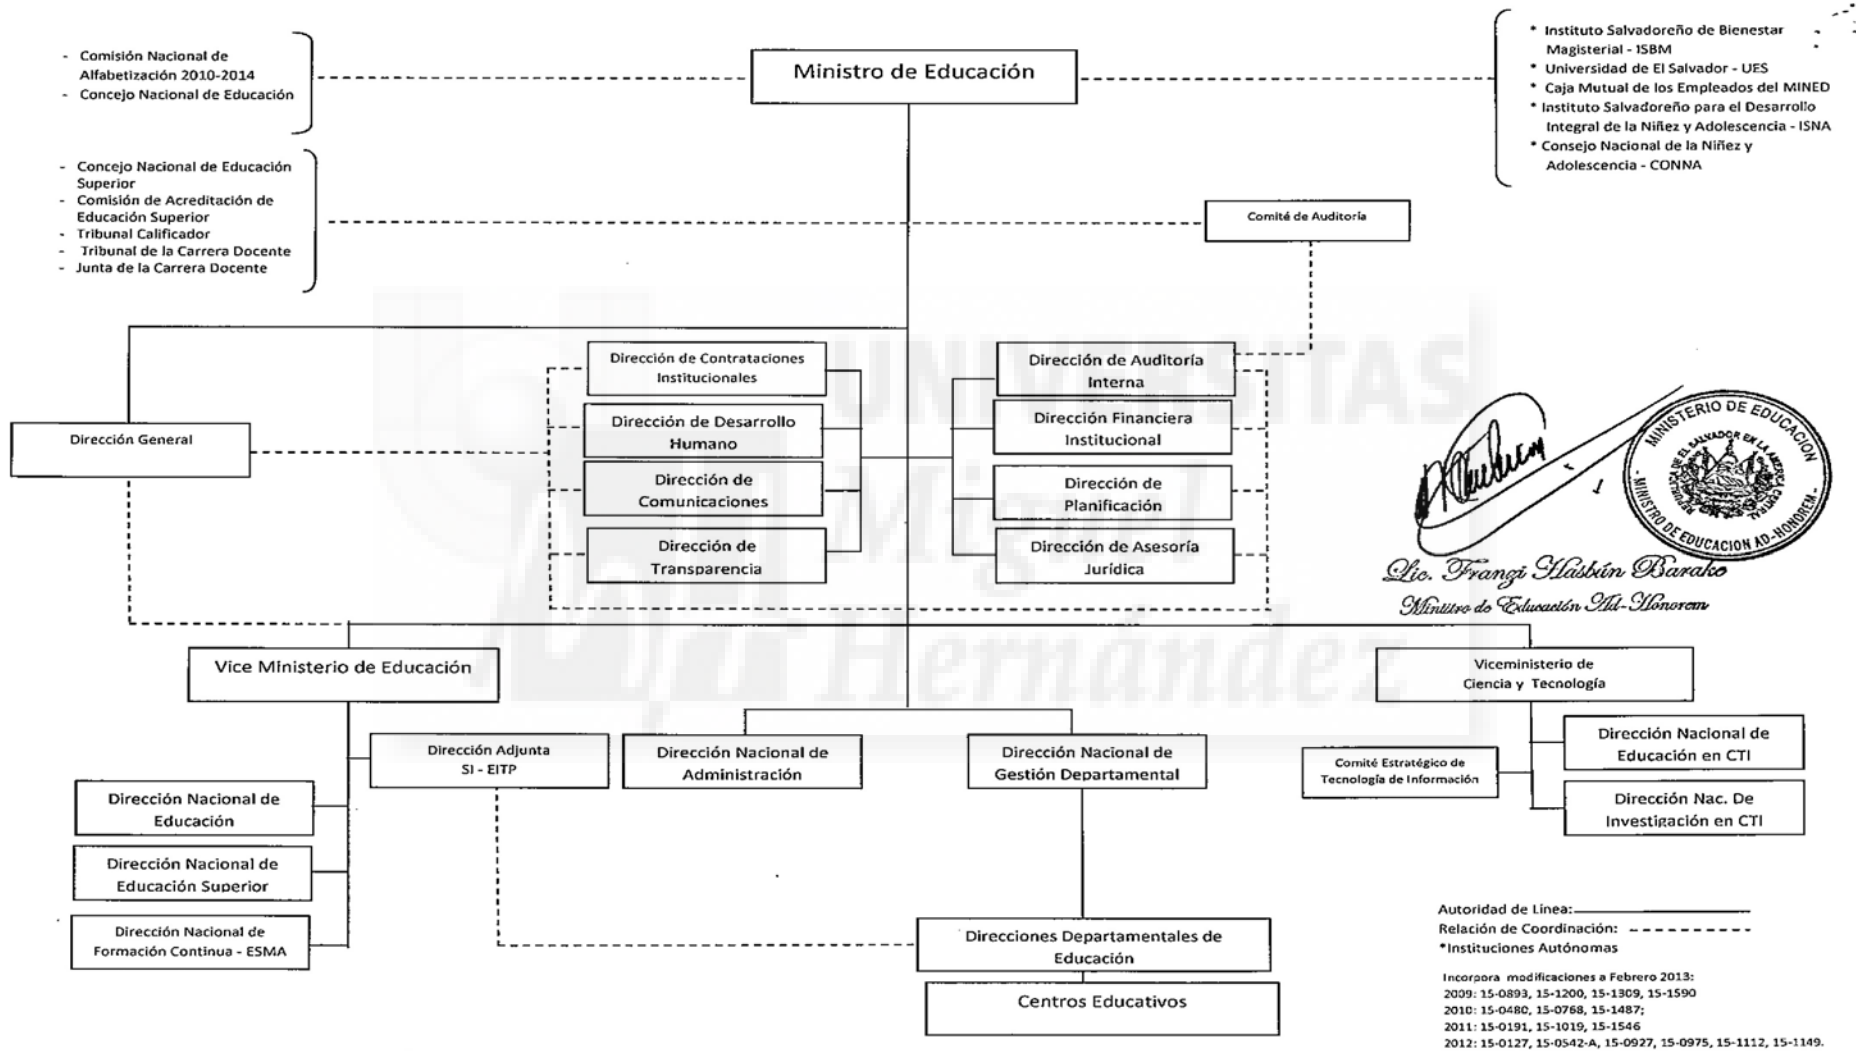 - Comisión Nacional de
Alfabetización 2010-2014
- Concejo Nacional de Educación
Ministro de Educación
* Instituto Salvadoreño de Bienestar
Magisterial - ISBM
* Universidad de El Salvador - UES
* Caja Mutual de los Empleados del MINED
* Instituto Salvadoreño para el Desarrollo
Integral de la Niñez y Adolescencia - ISNA
* Consejo Nacional de la Niñez y
Adolescencia - CONNA
- Concejo Nacional de Educación
Superior
- Comisión de Acreditación de
Educación Superior
- Tribunal Calificador
- Tribunal de la Carrera Docente
- Junta de la Carrera Docente
Comité de Auditoría
Dirección General
Dirección de Contrataciones
Institucionales
Dirección de Desarrollo
Humano
Dirección de
Comunicaciones
Dirección de
Transparencia
Dirección de Auditoría
Interna
Dirección Financiera
Institucional
Dirección de
Planificación
Dirección de Asesoría
Jurídica
UNIVERSITAS
Miguel
Hernández
MINISTERIO DE EDUCACION
REPUBLICA DE EL SALVADOR EN LA AMERICA CENTRAL
- MINISTRO DE EDUCACION AD-HONOREM -
Lic. Franzi Hasbún Barake
Ministro de Educación Ad-Honorem
Vice Ministerio de Educación
Viceministerio de
Ciencia y Tecnología
Dirección Adjunta
SI - EITP
Dirección Nacional de
Administración
Dirección Nacional de
Gestión Departamental
Comité Estratégico de
Tecnología de Información
Dirección Nacional de
Educación en CTI
Dirección Nac. De
Investigación en CTI
Dirección Nacional de
Educación
Dirección Nacional de
Educación Superior
Dirección Nacional de
Formación Continua - ESMA
Direcciones Departamentales de
Educación
Centros Educativos
Autoridad de Linea:
Relación de Coordinación:
*Instituciones Autónomas
Incorpora modificaciones a Febrero 2013:
2009: 15-0893, 15-1200, 15-1309, 15-1590
2010: 15-0480, 15-0768, 15-1487;
2011: 15-0191, 15-1019, 15-1546
2012: 15-0127, 15-0542-A, 15-0927, 15-0975, 15-1112, 15-1149.